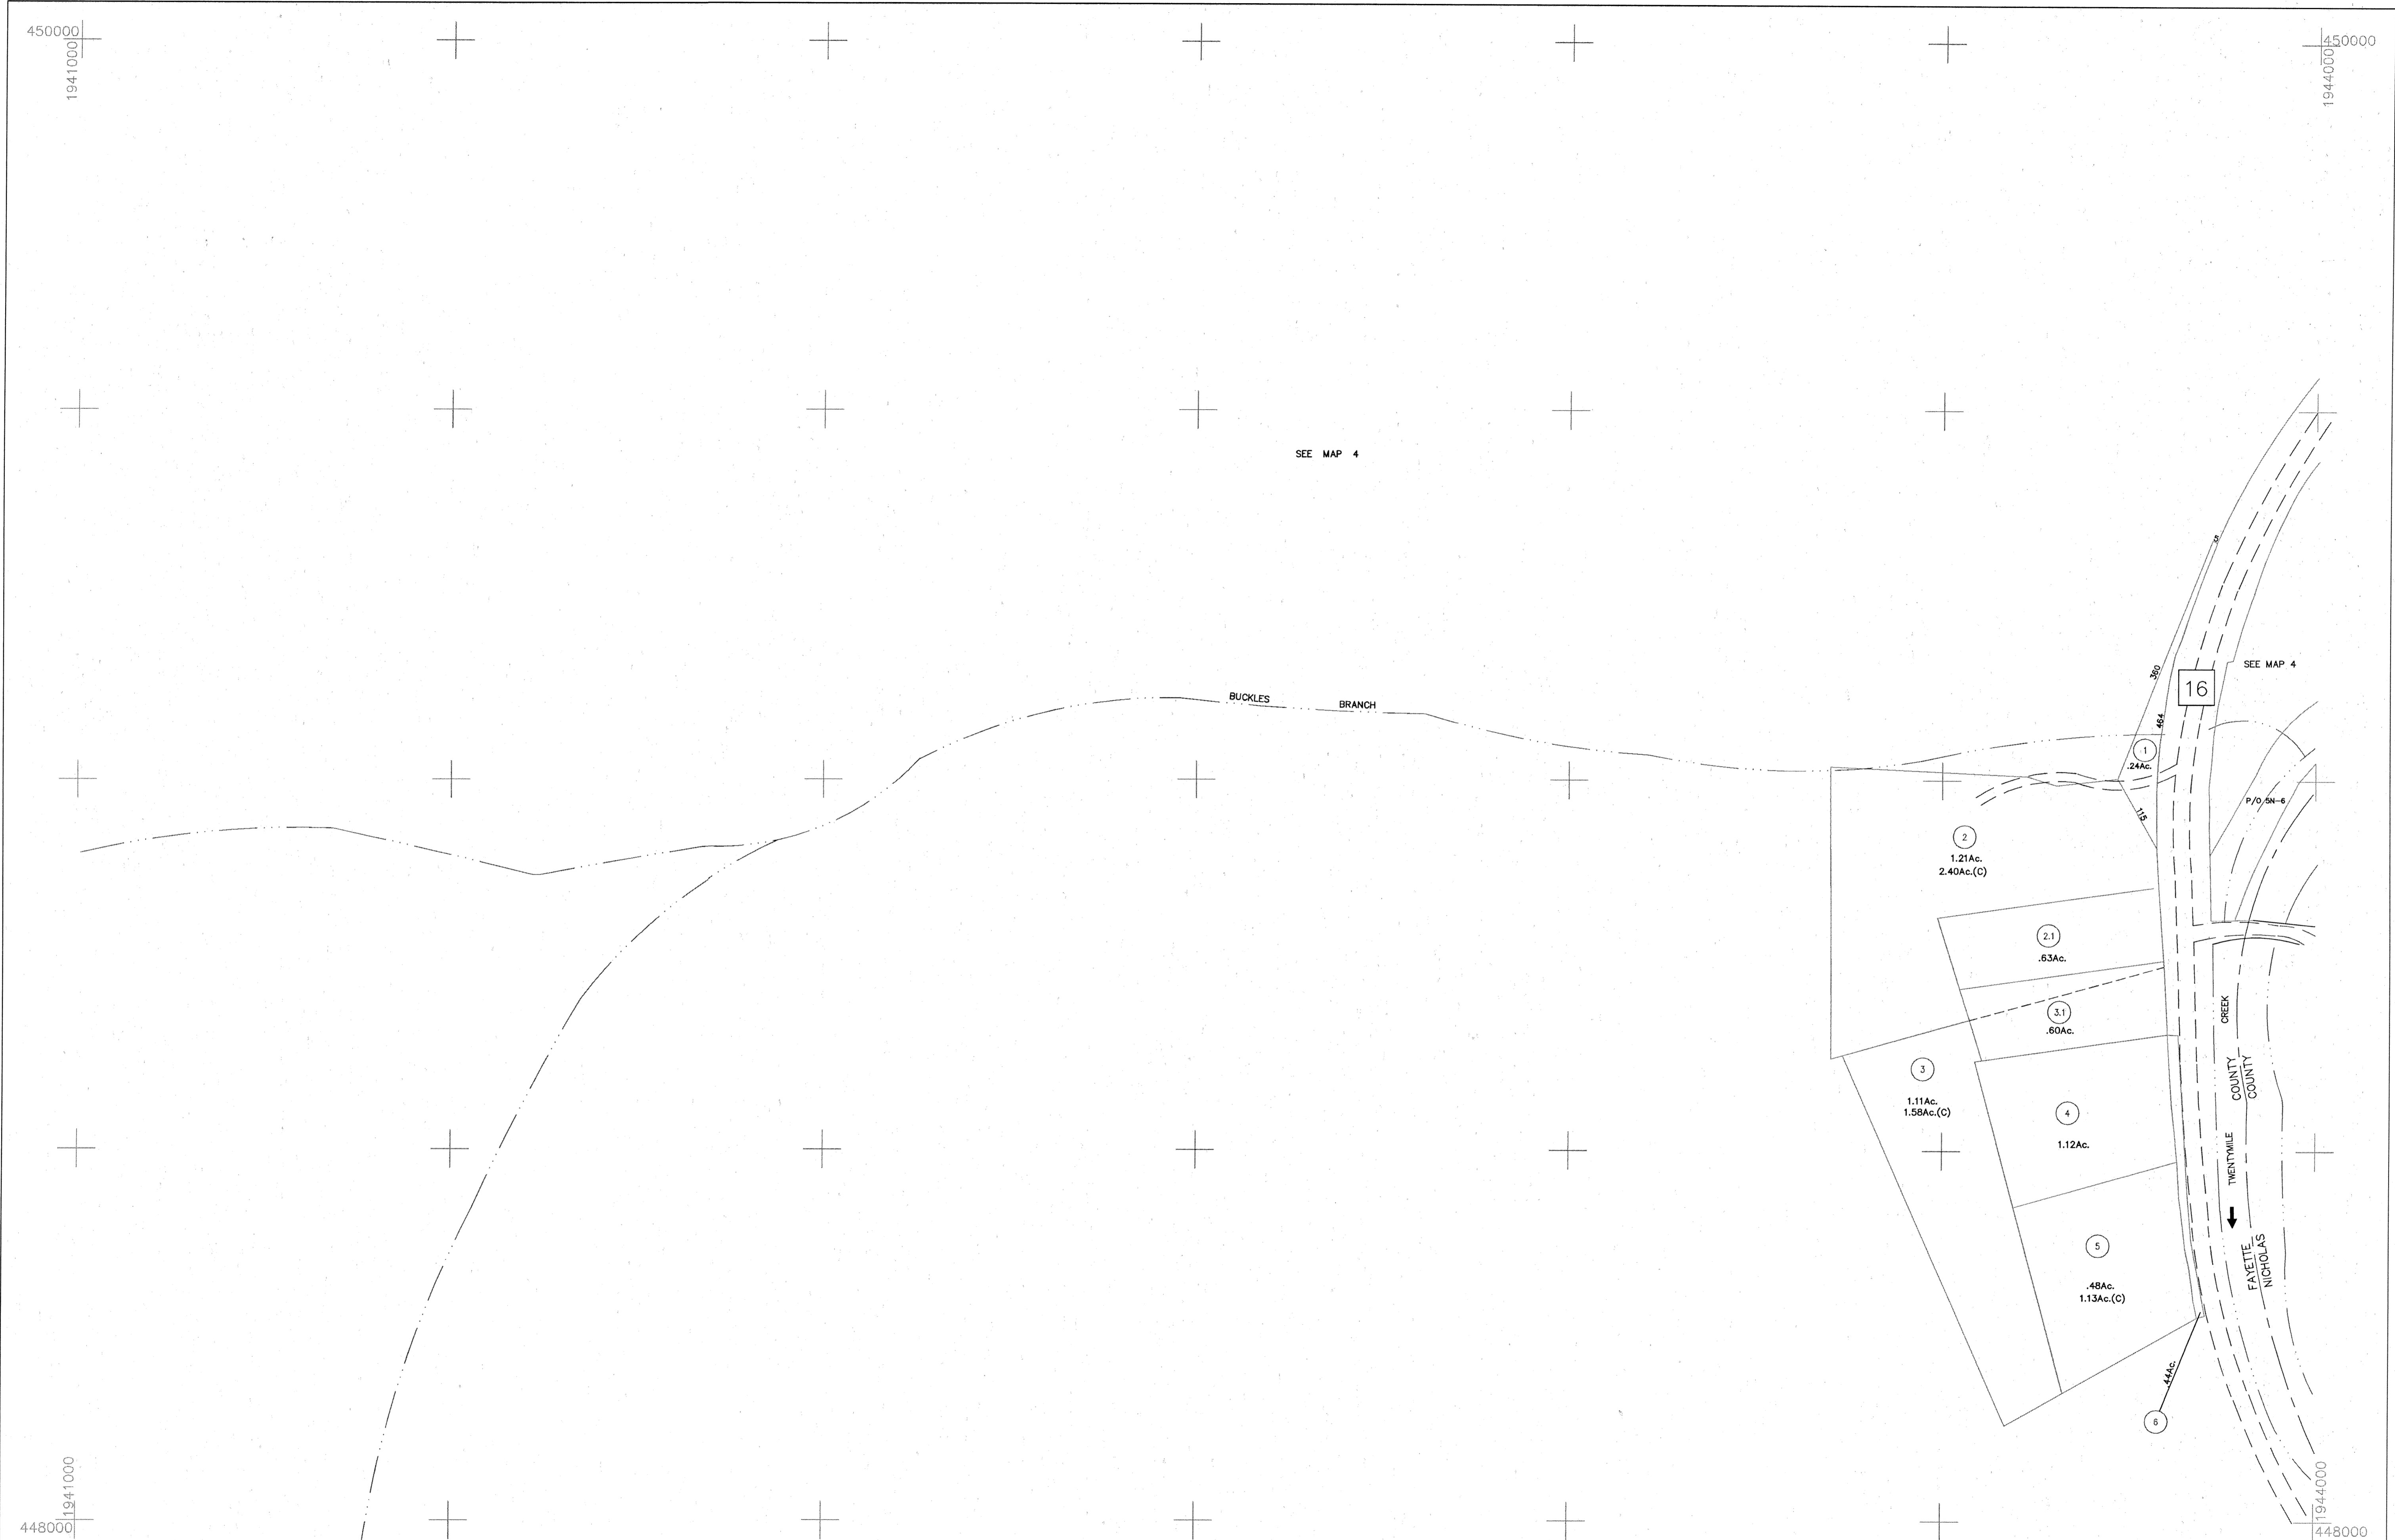 450000
1941000
450000
1944000
SEE MAP 4
5
360
SEE MAP 4
16
BUCKLES BRANCH
464
1
.24Ac.
P/O 5N-6
115
2
1.21Ac.
2.40Ac.(C)
2.1
.63Ac.
3.1
.60Ac.
CREEK
3
1.11Ac.
1.58Ac.(C)
COUNTY
COUNTY
4
1.12Ac.
TWENTYMILE
5
.48Ac.
1.13Ac.(C)
FAYETTE
NICHOLAS
.44Ac.
6
1941000
448000
1944000
448000